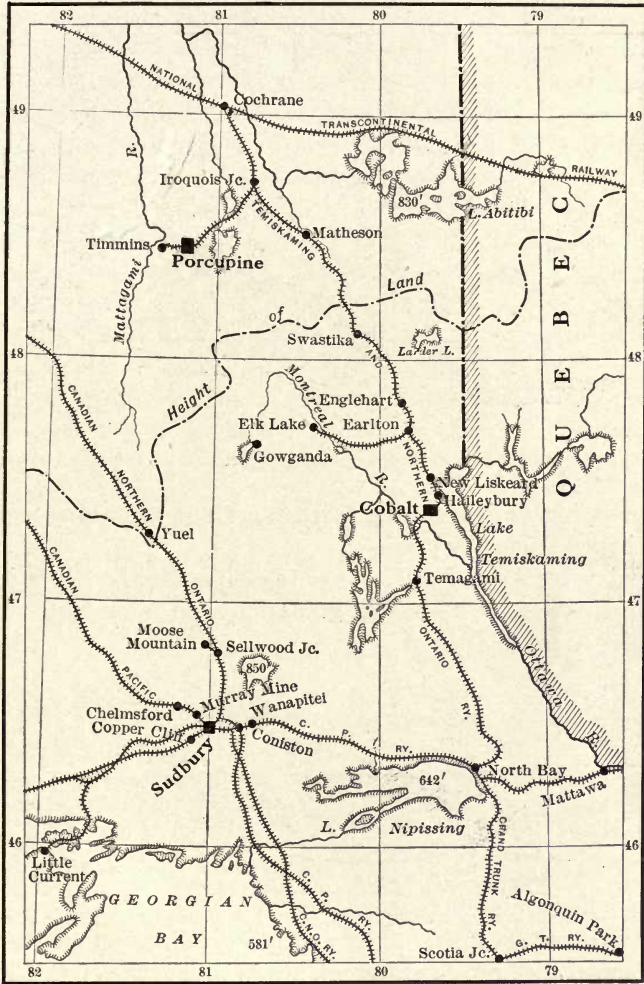 82 81 80 79
49 49
NATIONAL
Cochrane
TRANSCONTINENTAL
RAILWAY
R.
Iroquois Jc.
830'
L. Abitibi
TEMISKAMING
Matheson
Timmins
Porcupine
Mattagami
QUEBEC
Height of Land
48 48
Swastika
AND
Larder L.
Montreal
R.
Englehart
Elk Lake
Earlton
Gowganda
NORTHERN
New Liskeard
Haileybury
Cobalt
Lake
Temiskaming
CANADIAN
NORTHERN
ONTARIO
Yuel
Temagami
CANADIAN
PACIFIC
47 47
ONTARIO
RY.
Ottawa
R.
Moose
Mountain
Sellwood Jc.
850'
Murray Mine
Chelmsford
Wanapitei
Copper Cliff
Coniston
C. P. RY.
Sudbury
North Bay
642'
Mattawa
L. Nipissing
46 46
Little
Current
GRAND TRUNK
RY.
GEORGIAN
BAY
C. P. RY.
C.N.O. RY.
581'
Algonquin Park
Scotia Jc.
G. T. RY.
82 81 80 79